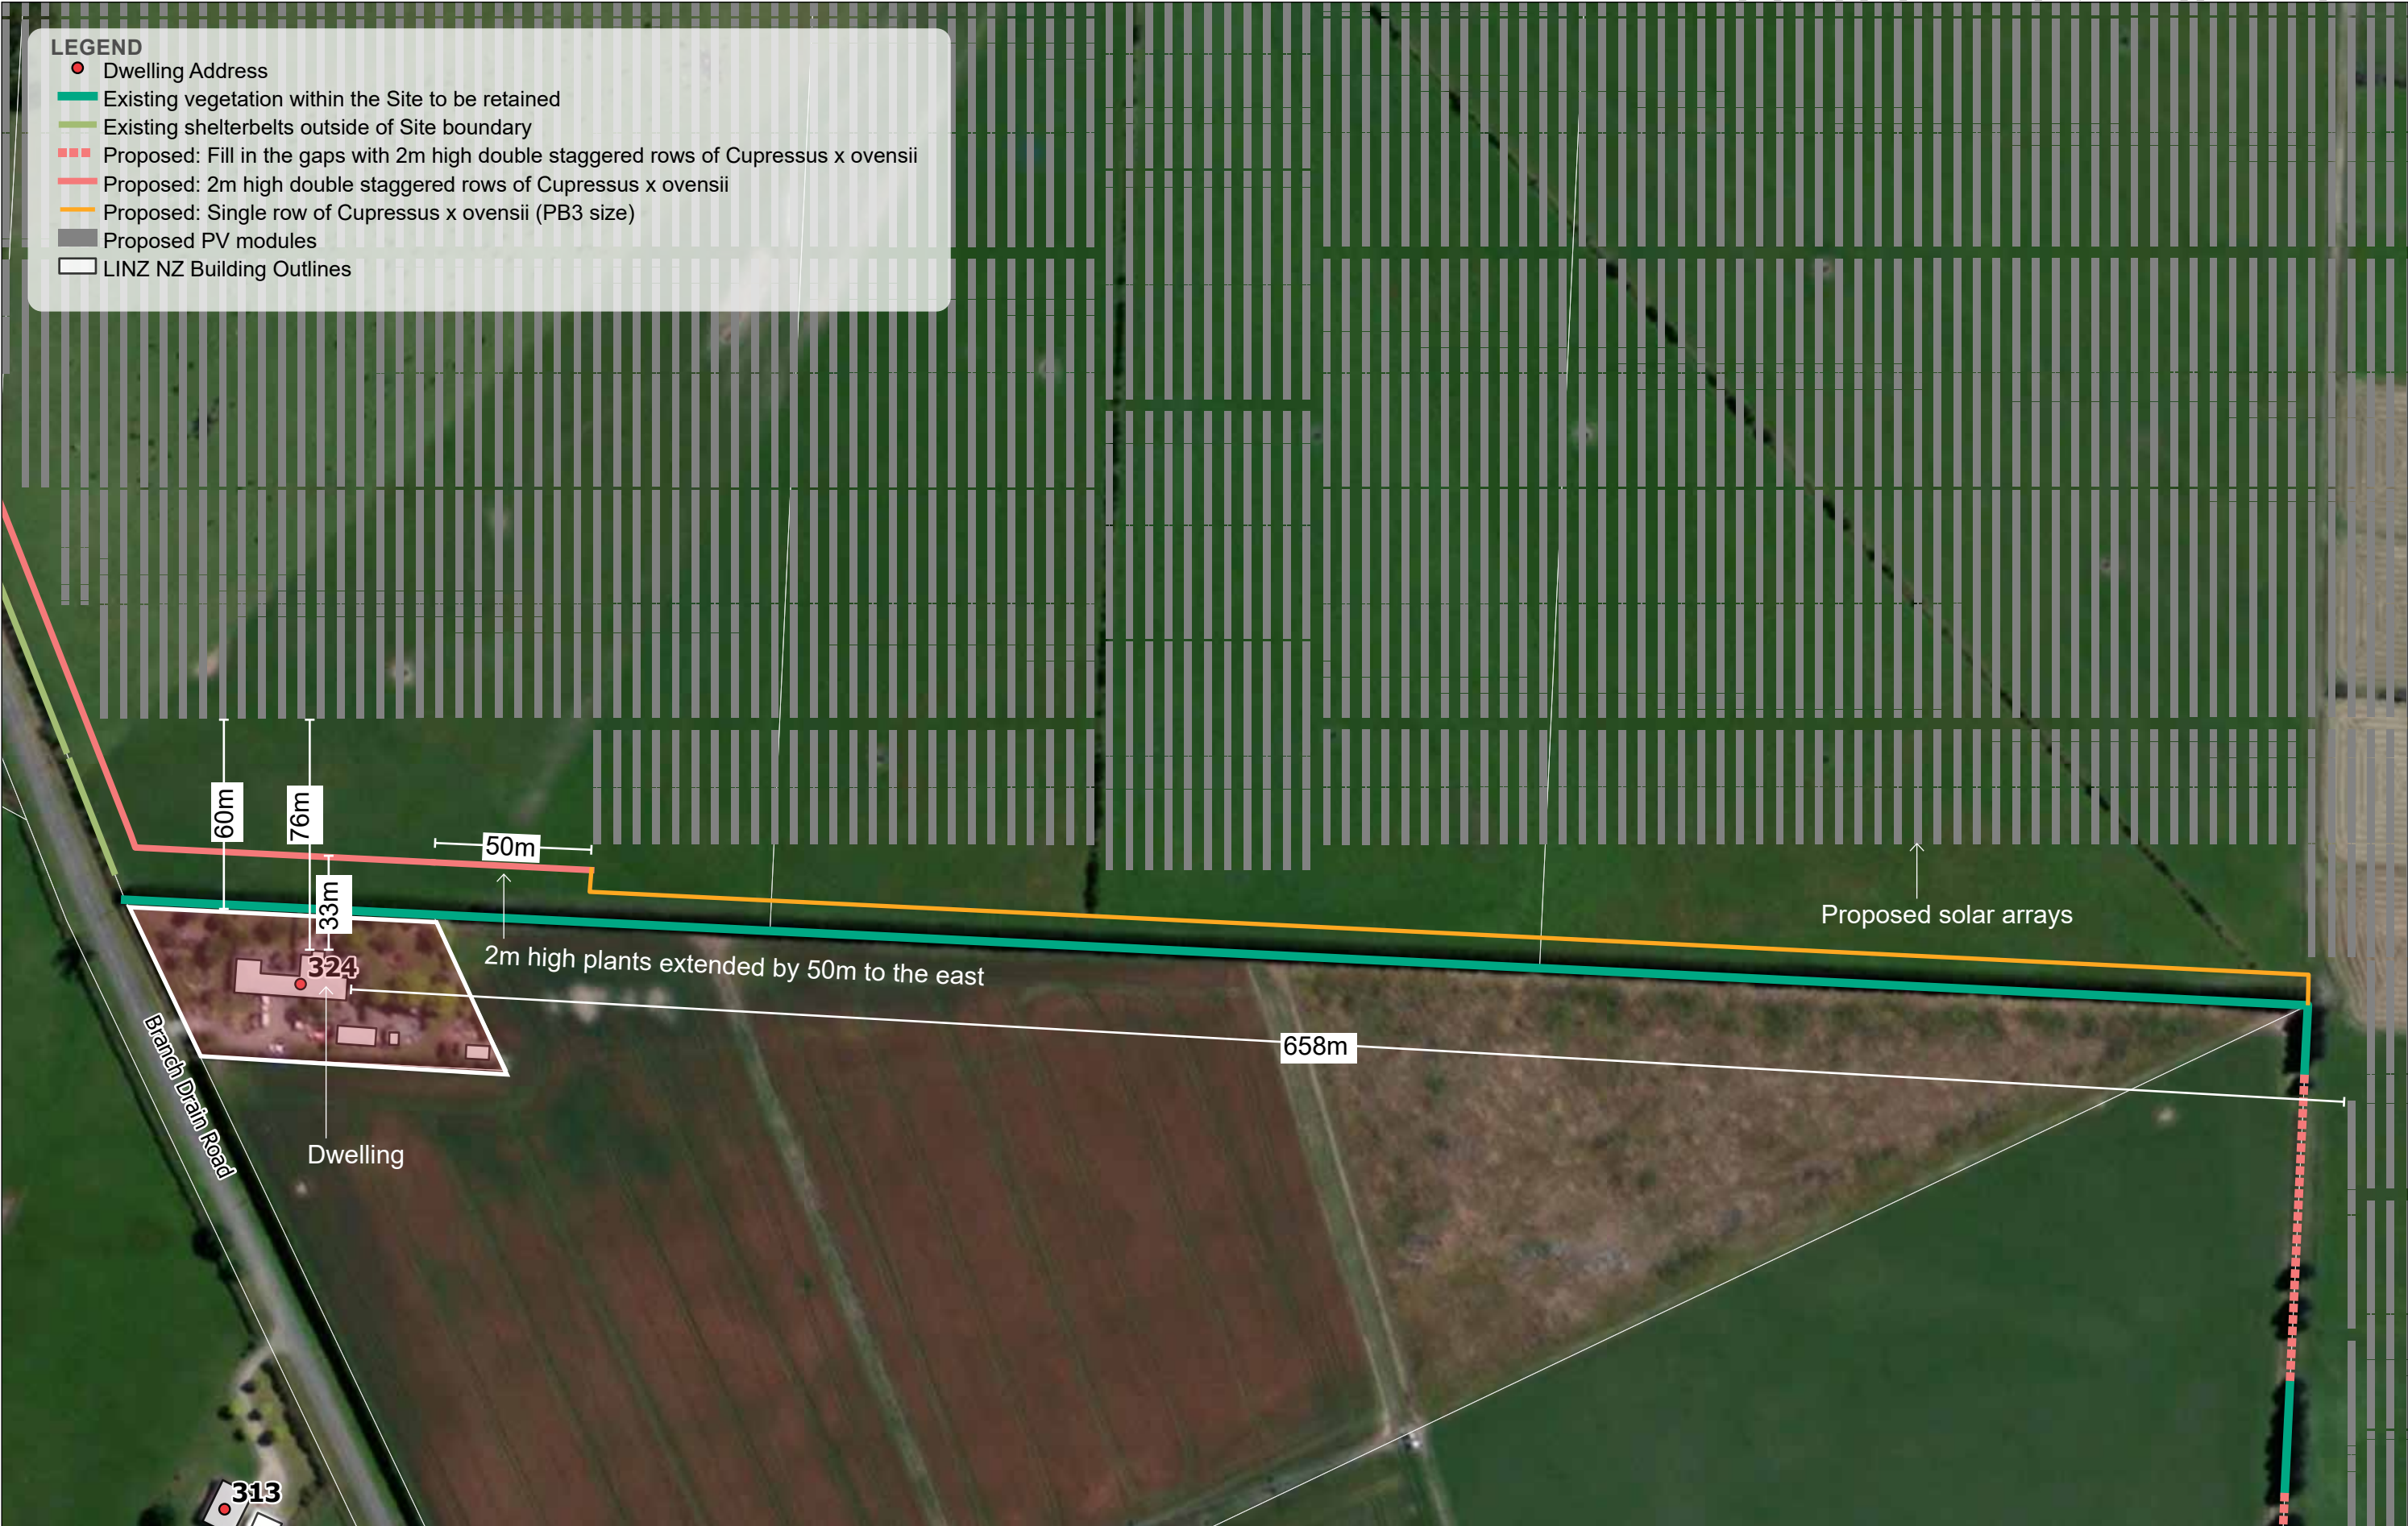 LEGEND
Dwelling Address
Existing vegetation within the Site to be retained
Existing shelterbelts outside of Site boundary
Proposed: Fill in the gaps with 2m high double staggered rows of Cupressus x ovensii
Proposed: 2m high double staggered rows of Cupressus x ovensii
Proposed: Single row of Cupressus x ovensii (PB3 size)
Proposed PV modules
LINZ NZ Building Outlines
60m
76m
50m
33m
Proposed solar arrays
2m high plants extended by 50m to the east
324
658m
Branch Drain Road
Dwelling
313